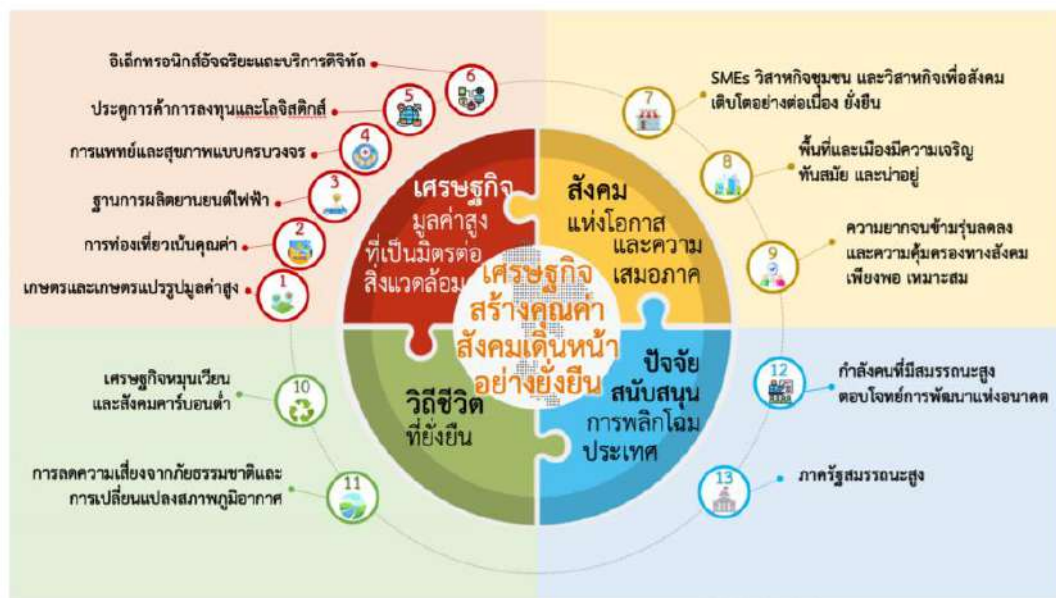 อิเล็กทรอนิกส์อัจฉริยะและบริการดิจิทัล
6
ประตูการค้าการลงทุนและโลจิสติกส์
5
การแพทย์และสุขภาพแบบครบวงจร
4
ฐานการผลิตยานยนต์ไฟฟ้า
3
การท่องเที่ยวเน้นคุณค่า
2
เกษตรและเกษตรแปรรูปมูลค่าสูง
1
เศรษฐกิจ
มูลค่าสูง
ที่เป็นมิตรต่อ
สิ่งแวดล้อม
สังคม
แห่งโอกาส
และความ
เสมอภาค
7
SMEs วิสาหกิจชุมชน และวิสาหกิจเพื่อสังคม
เติบโตอย่างต่อเนื่อง ยั่งยืน
8
พื้นที่และเมืองมีความเจริญ
ทันสมัย และน่าอยู่
9
ความยากจนข้ามรุ่นลดลง
และความคุ้มครองทางสังคม
เพียงพอ เหมาะสม
เศรษฐกิจ
สร้างคุณค่า
สังคมเดินหน้า
อย่างยั่งยืน
เศรษฐกิจหมุนเวียน
และสังคมคาร์บอนต่ำ
10
การลดความเสี่ยงจากภัยธรรมชาติและ
การเปลี่ยนแปลงสภาพภูมิอากาศ
11
วิถีชีวิต
ที่ยั่งยืน
ปัจจัย
สนับสนุน
การพลิกโฉม
ประเทศ
12
กำลังคนที่มีสมรรถนะสูง
ตอบโจทย์การพัฒนาแห่งอนาคต
13
ภาครัฐสมรรถนะสูง